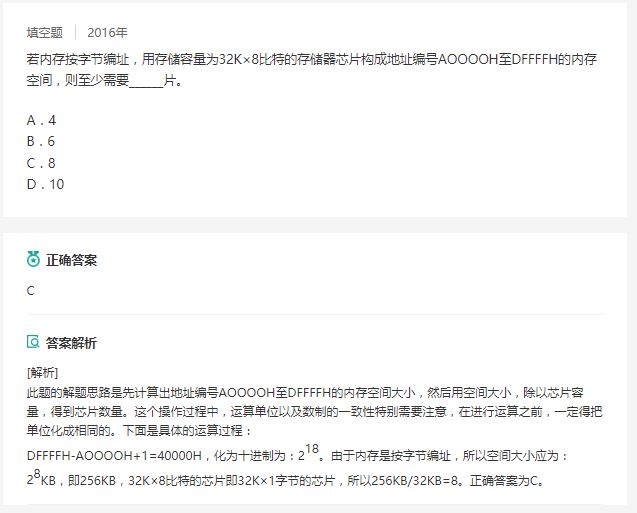 填空题 2016年
若内存按字节编址，用存储容量为32K×8比特的存储器芯片构成地址编号AOOOOH至DFFFFH的内存
空间，则至少需要______片。
A．4
B．6
C．8
D．10
正确答案
C
答案解析
[解析]
此题的解题思路是先计算出地址编号AOOOOH至DFFFFH的内存空间大小，然后用空间大小，除以芯片容
量，得到芯片数量。这个操作过程中，运算单位以及数制的一致性特别需要注意，在进行运算之前，一定得把
单位化成相同的。下面是具体的运算过程：
DFFFFH-AOOOOH+1=40000H，化为十进制为：2¹⁸。由于内存是按字节编址，所以空间大小应为：
2⁸KB，即256KB，32K×8比特的芯片即32K×1字节的芯片，所以256KB/32KB=8。正确答案为C。